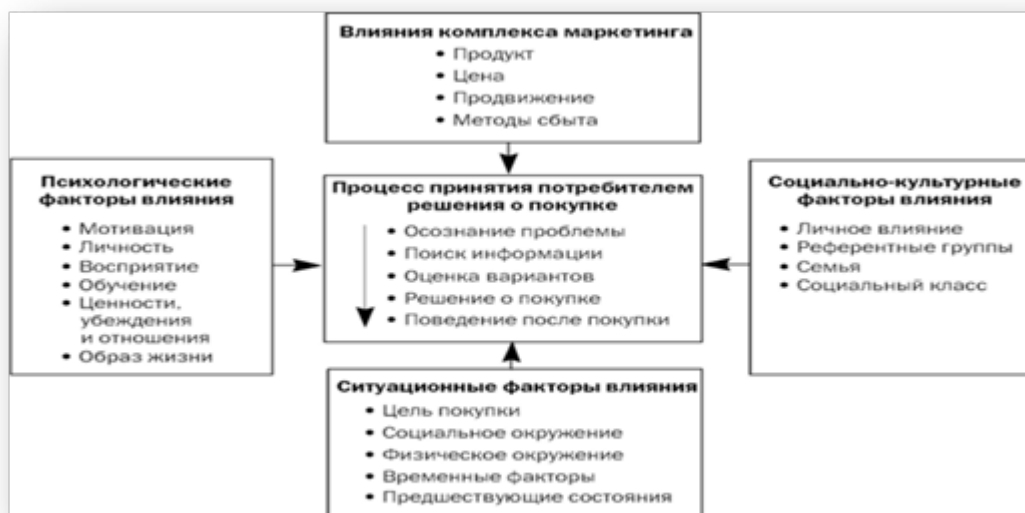 Влияния комплекса маркетинга
• Продукт
• Цена
• Продвижение
• Методы сбыта
Психологические
факторы влияния
• Мотивация
• Личность
• Восприятие
• Обучение
• Ценности,
убеждения
и отношения
• Образ жизни
Процесс принятия потребителем
решения о покупке
• Осознание проблемы
• Поиск информации
• Оценка вариантов
• Решение о покупке
• Поведение после покупки
Социально-культурные
факторы влияния
• Личное влияние
• Референтные группы
• Семья
• Социальный класс
Ситуационные факторы влияния
• Цель покупки
• Социальное окружение
• Физическое окружение
• Временные факторы
• Предшествующие состояния